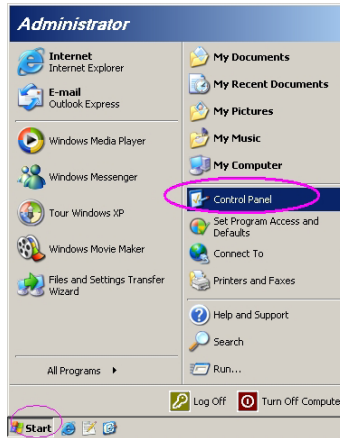 Administrator
Internet
Internet Explorer
E-mail
Outlook Express
Windows Media Player
Windows Messenger
Tour Windows XP
Windows Movie Maker
Files and Settings Transfer
Wizard
All Programs
My Documents
My Recent Documents
My Pictures
My Music
My Computer
Control Panel
Set Program Access and
Defaults
Connect To
Printers and Faxes
Help and Support
Search
Run...
Log Off
Turn Off Compute
Start